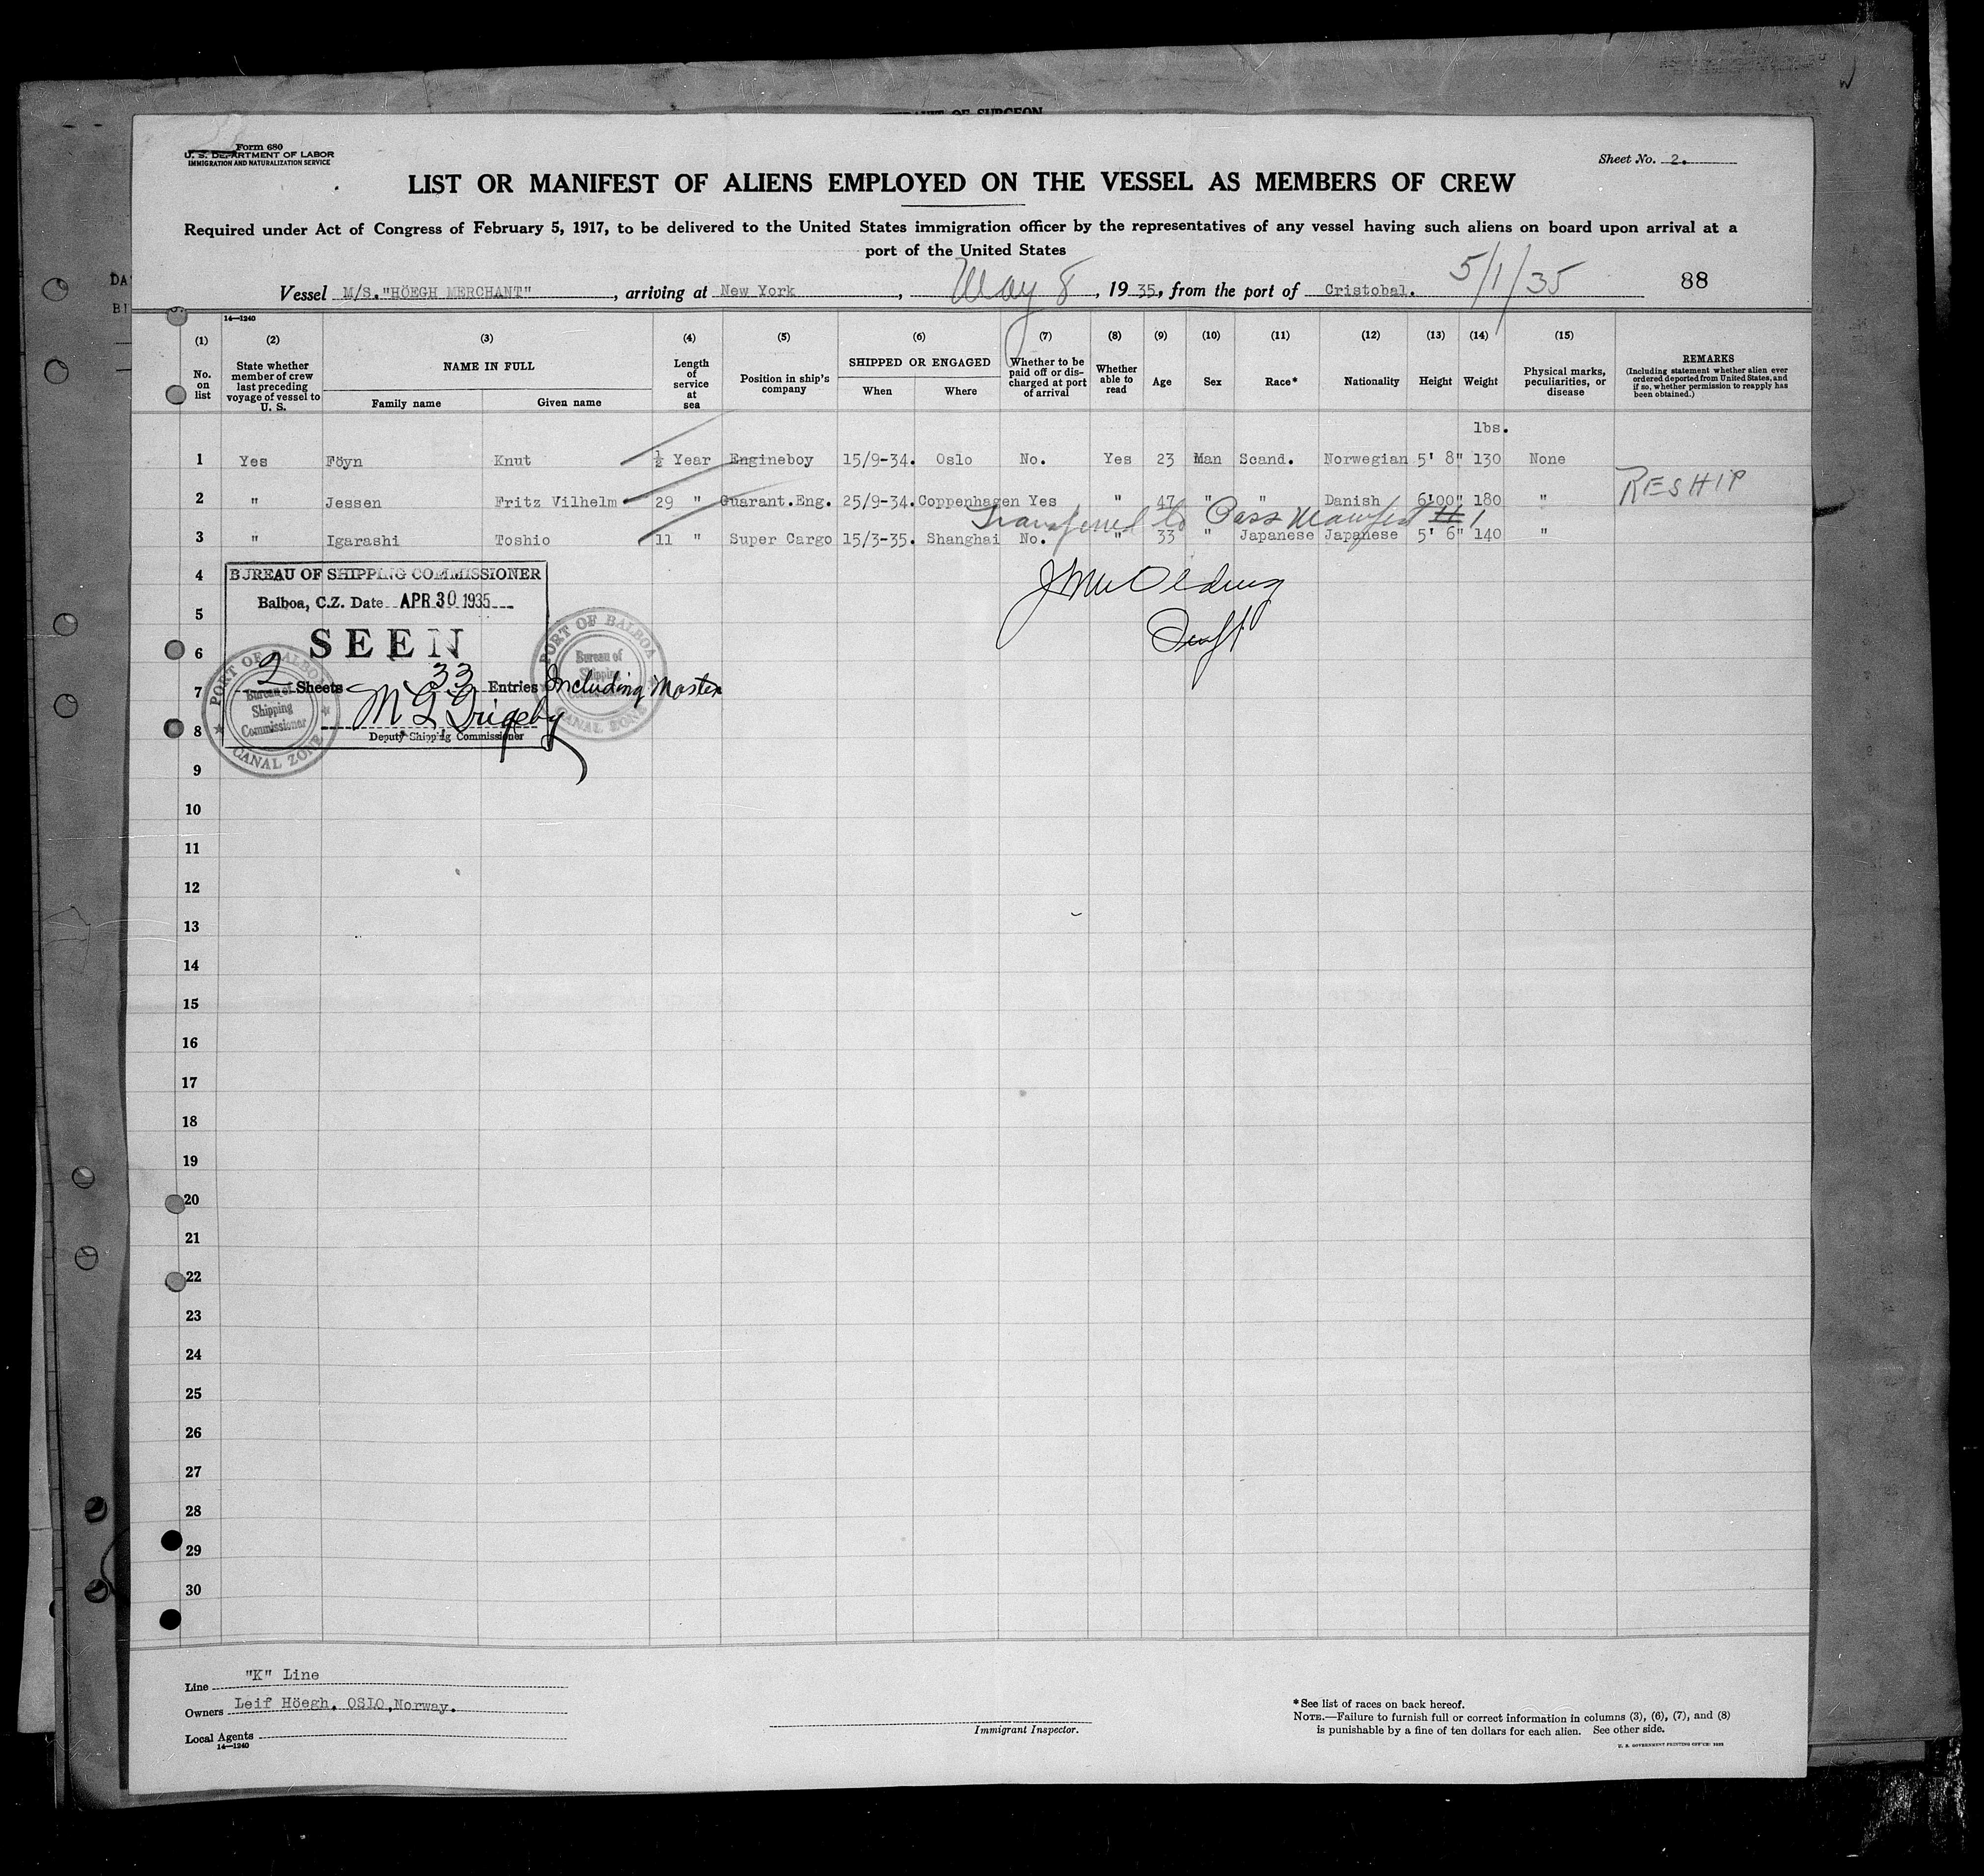 Form 680
U. S. DEPARTMENT OF LABOR
IMMIGRATION AND NATURALIZATION SERVICE
Sheet No. 2.
LIST OR MANIFEST OF ALIENS EMPLOYED ON THE VESSEL AS MEMBERS OF CREW
Required under Act of Congress of February 5, 1917, to be delivered to the United States immigration officer by the representatives of any vessel having such aliens on board upon arrival at a
port of the United States
Vessel M/S."HÖEGH MERCHANT", arriving at New York, May 8, 1935, from the port of Cristobal. 5/1/35 88
14—1240
(1) (2) (3) (4) (5) (6) (7) (8) (9) (10) (11) (12) (13) (14) (15)
No. on list
State whether member of crew last preceding voyage of vessel to U. S.
NAME IN FULL
Family name Given name
Length of service at sea
Position in ship's company
SHIPPED OR ENGAGED
When Where
Whether to be paid off or discharged at port of arrival
Whether able to read
Age
Sex
Race*
Nationality
Height
Weight
Physical marks, peculiarities, or disease
REMARKS
(Including statement whether alien ever ordered deported from United States, and if so, whether permission to reapply has been obtained.)
lbs.
1 Yes Föyn Knut ½ Year Engineboy 15/9-34. Oslo No. Yes 23 Man Scand. Norwegian 5' 8" 130 None
RESHIP
2 " Jessen Fritz Vilhelm 29 " Guarant.Eng. 25/9-34. Coppenhagen Yes " 47 " " Danish 6'00" 180 "
Transferred to Pass Manifest # 1
3 " Igarashi Toshio 11 " Super Cargo 15/3-35. Shanghai No. " 33 " Japanese Japanese 5' 6" 140 "
4
BUREAU OF SHIPPING COMMISSIONER
Balboa, C.Z. Date APR 30 1935
5
SEEN
6
2 Sheets 33 Entries Including Master
7
8
Deputy Shipping Commissioner
PORT OF BALBOA
Bureau of
Shipping
Commissioner
CANAL ZONE
PORT OF BALBOA
Bureau of
Shipping
CANAL ZONE
9
10
11
12
13
14
15
16
17
18
19
20
21
22
23
24
25
26
27
28
29
30
Line "K" Line
Owners Leif Höegh. OSLO,Norway.
Local Agents
14—1240
Immigrant Inspector.
*See list of races on back hereof.
NOTE.—Failure to furnish full or correct information in columns (3), (6), (7), and (8)
is punishable by a fine of ten dollars for each alien. See other side.